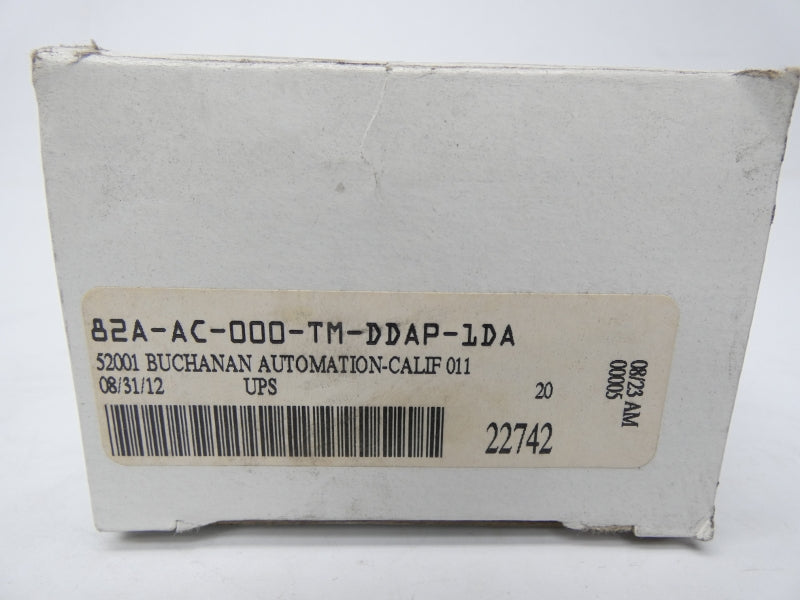 82A-AC-000-TM-DDAP-1DA
52001 BUCHANAN AUTOMATION-CALIF 011
08/31/12 UPS 20
22742
08/23 AM
00005